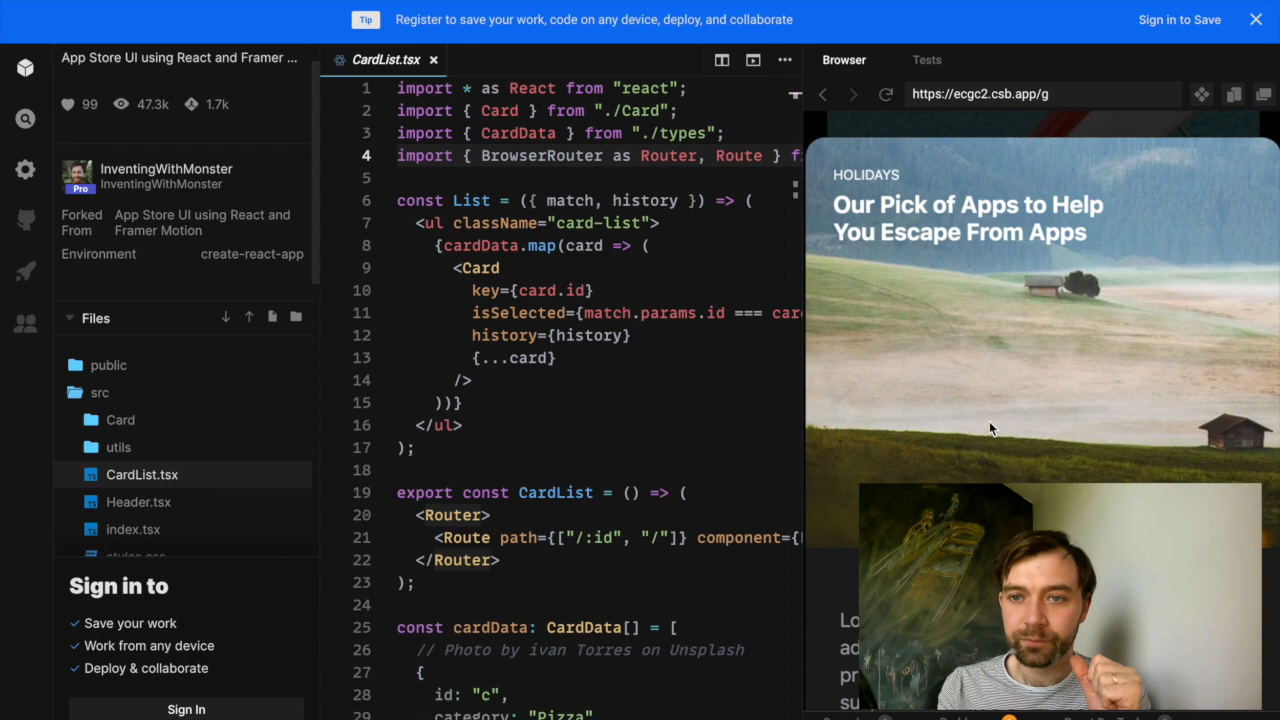 Tip
Register to save your work, code on any device, deploy, and collaborate
Sign in to Save
App Store UI using React and Framer ...
99
47.3k
1.7k
InventingWithMonster
InventingWithMonster
Pro
Forked From
App Store UI using React and
Framer Motion
Environment
create-react-app
Files
public
src
Card
utils
CardList.tsx
Header.tsx
index.tsx
styles.css
Sign in to
Save your work
Work from any device
Deploy & collaborate
Sign In
CardList.tsx
1 import * as React from "react";
2 import { Card } from "./Card";
3 import { CardData } from "./types";
4 import { BrowserRouter as Router, Route } f
5
6 const List = ({ match, history }) => (
7 <ul className="card-list">
8 {cardData.map(card => (
9 <Card
10 key={card.id}
11 isSelected={match.params.id === car
12 history={history}
13 {...card}
14 />
15 ))}
16 </ul>
17 );
18
19 export const CardList = () => (
20 <Router>
21 <Route path={["/:id", "/"]} component={
22 </Router>
23 );
24
25 const cardData: CardData[] = [
26 // Photo by ivan Torres on Unsplash
27 {
28 id: "c",
29 category: "Pizza"
Browser
Tests
https://ecgc2.csb.app/g
HOLIDAYS
Our Pick of Apps to Help
You Escape From Apps
Lo
ad
pr
su